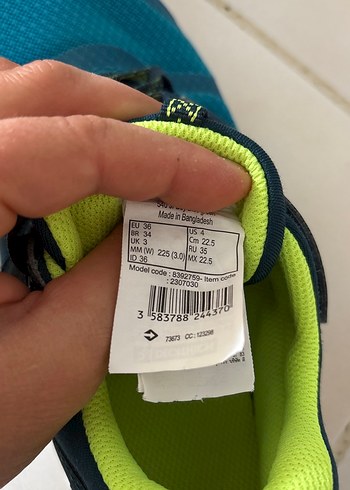 Made in Bangladesh
EU 36 US 4
BR 34 Cm 22.5
UK 3 RU 35
MM (W) 225 (3.0) MX 22.5
ID 36
Model code : 8392759- Item code
: 2307030
3 583788 244370
73673 CC:123298